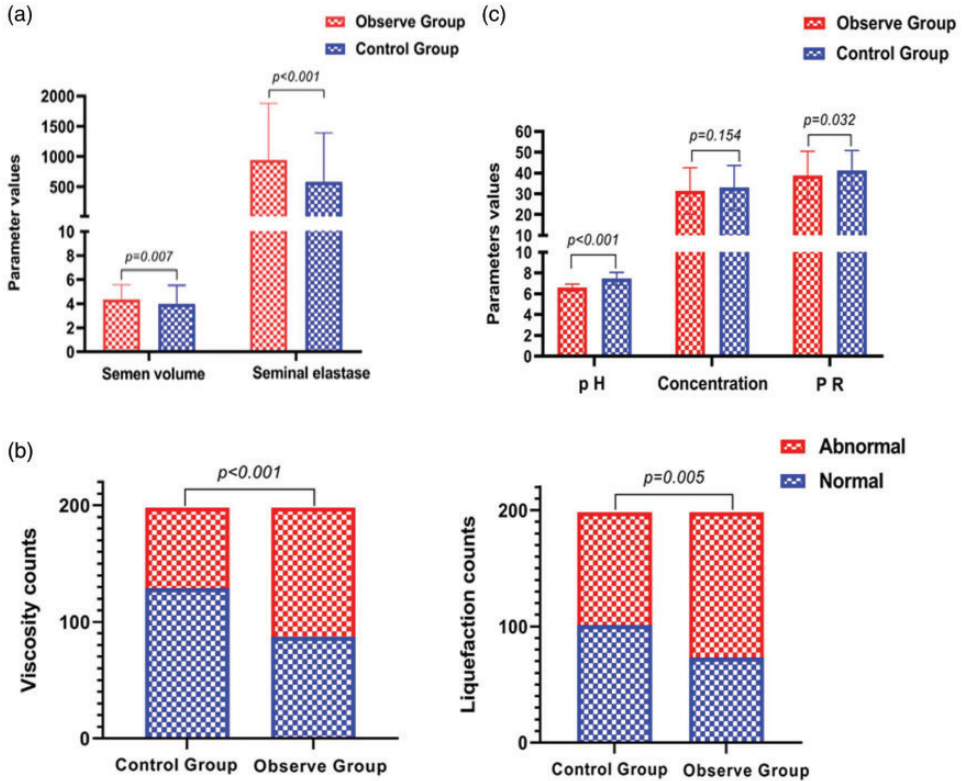 (a)
Observe Group
Control Group
p<0.001
Parameter values
2000
1500
1000
500
10
8
6
4
2
0
p=0.007
Semen volume
Seminal elastase
(c)
Observe Group
Control Group
p=0.032
p=0.154
Parameters values
60
50
40
30
20
10
10
8
6
4
2
0
p<0.001
p H
Concentration
P R
(b)
p<0.001
Viscosity counts
200
100
0
Control Group
Observe Group
Abnormal
Normal
p=0.005
Liquefaction counts
200
100
0
Control Group
Observe Group